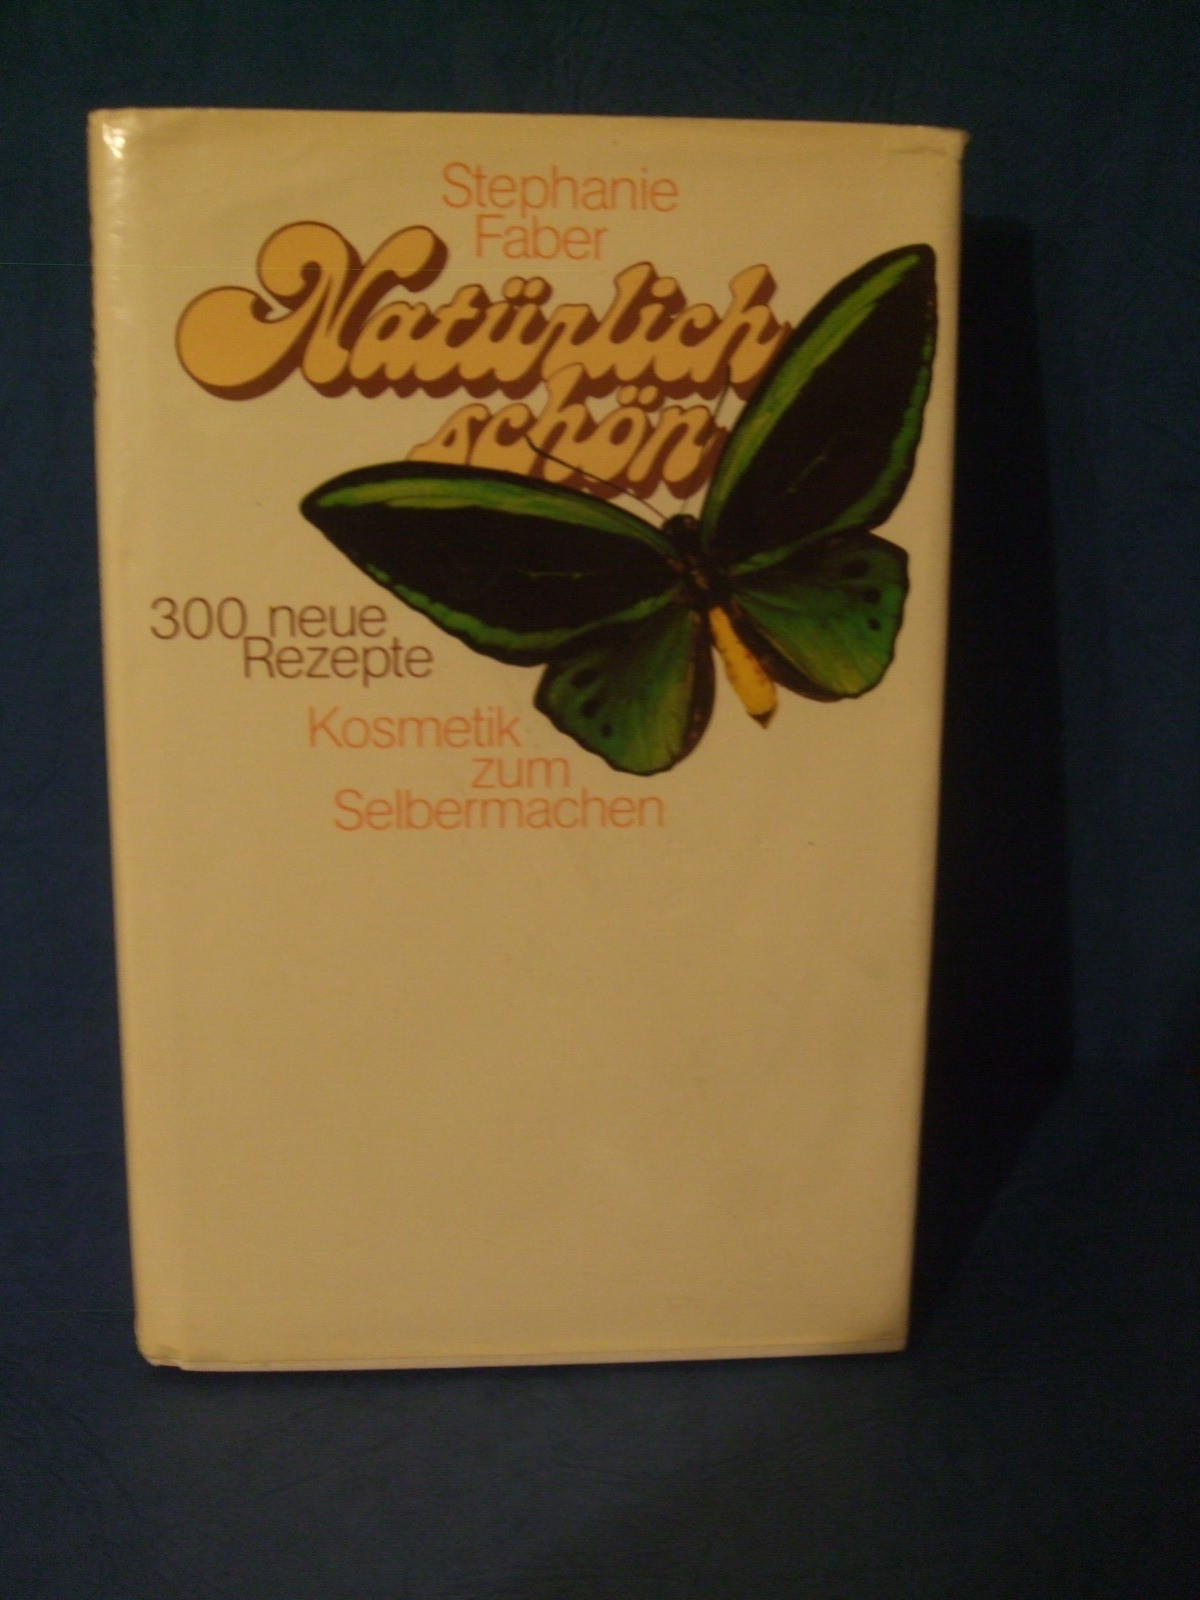 Stephanie
Faber
Natürlich
schön
300 neue
Rezepte
Kosmetik
zum
Selbermachen